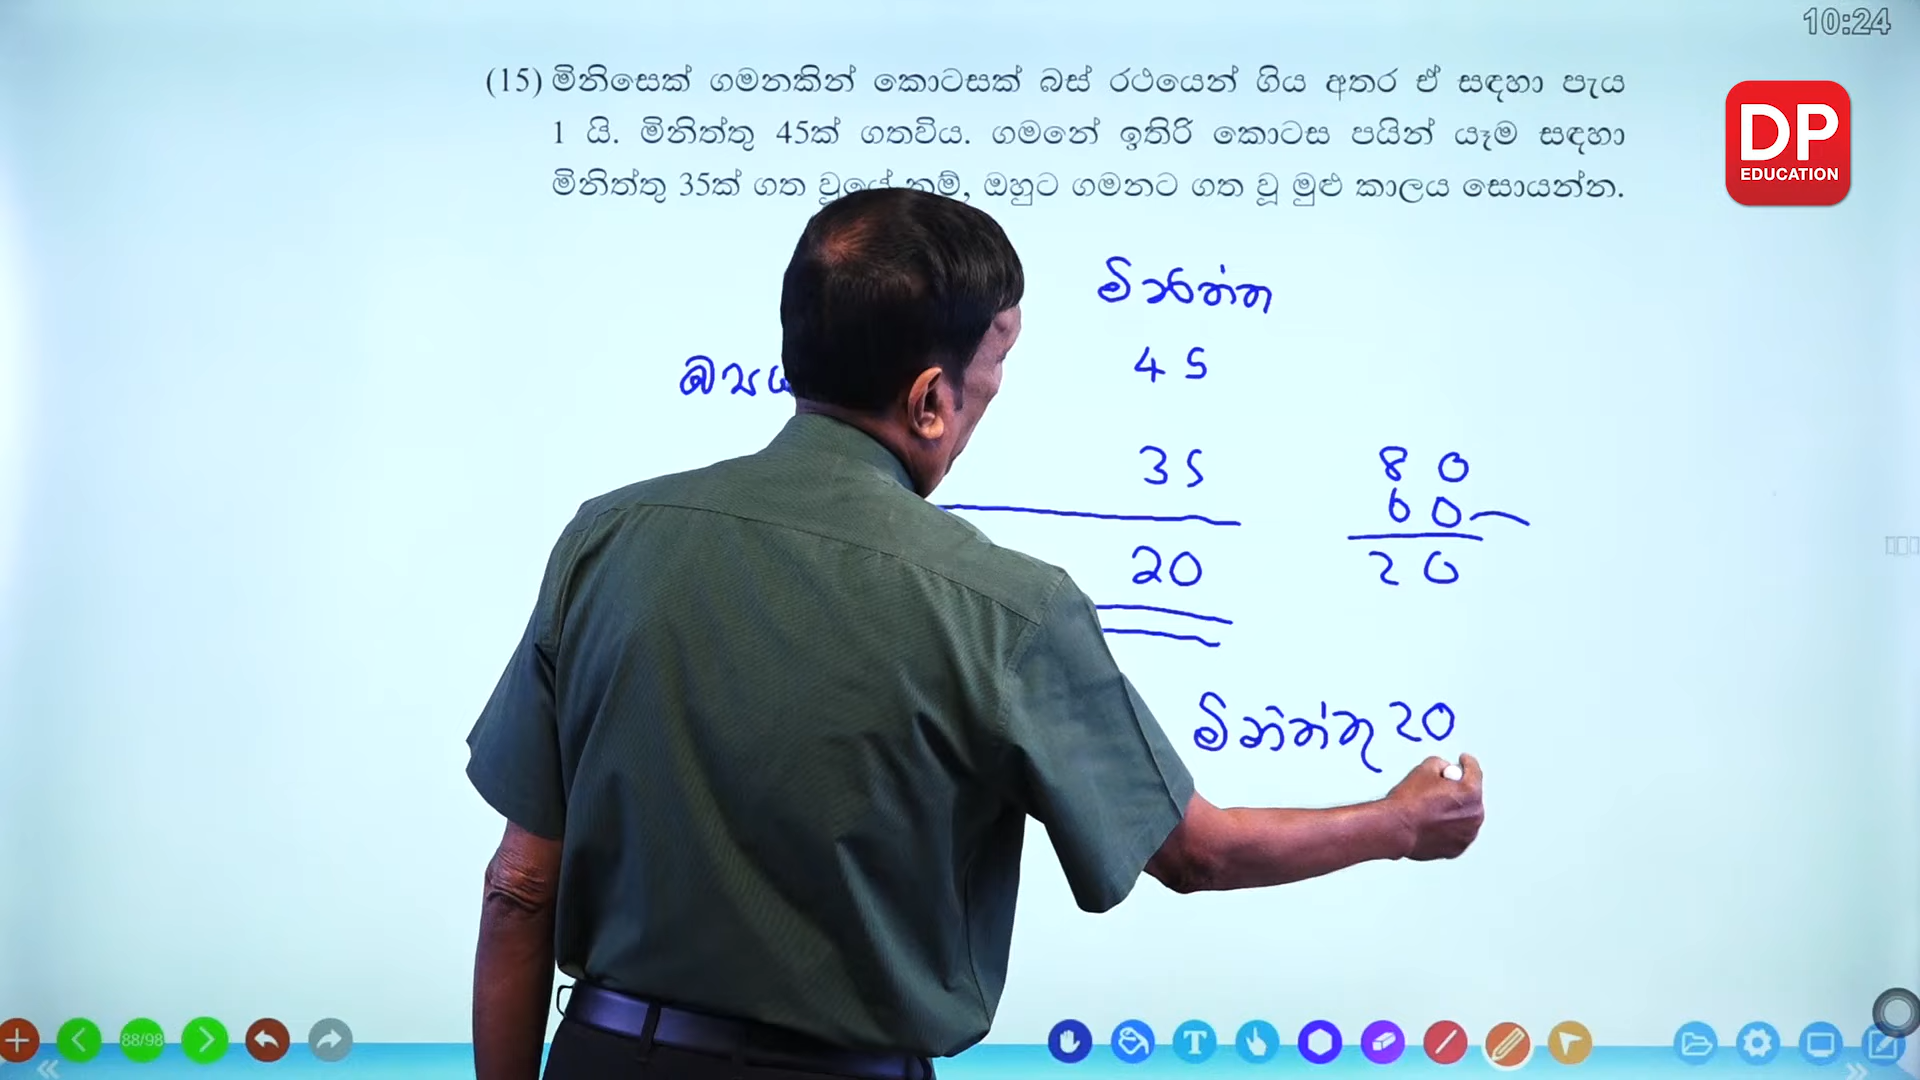 10:24
(15) මිනිසෙක් ගමනකින් කොටසක් බස් රථයෙන් ගිය අතර ඒ සඳහා පැය
1 යි. මිනිත්තු 45ක් ගතවිය. ගමනේ ඉතිරි කොටස පයින් යෑම සඳහා
මිනිත්තු 35ක් ගත වූයේ නම්, ඔහුට ගමනට ගත වූ මුළු කාලය සොයන්න.
DP
EDUCATION
මිනිත්තු
45
35
80
60
20
20
මිනිත්තු 20
88/98
T